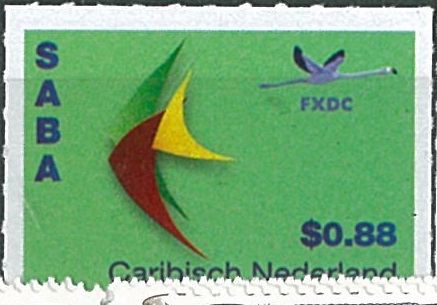 SABA
FXDC
$0.88
Caribisch Nederland